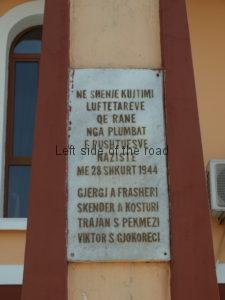 NE SHENJE KUJTIMI
LUFTETAREVE
QE RANE
NGA PLUMBAT
E PUSHTUESVE
NAZISTE
ME 28 SHKURT 1944
GJERGJ A FRASHERI
SKENDER A KOSTURI
TRAJAN S PEKMEZI
VIKTOR S GJOKORECI
Left side of the road